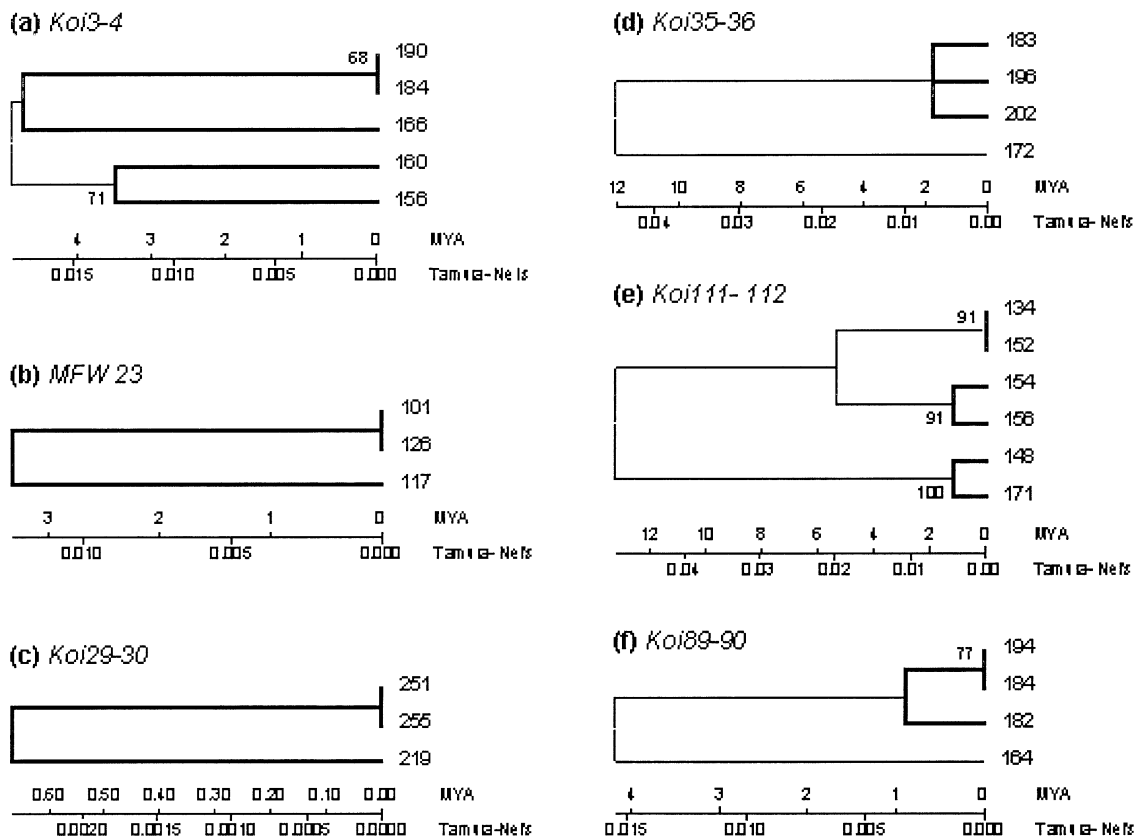 (a) Koi3-4
68
190
184
166
160
71
156
4 3 2 1 0 MYA
0.015 0.010 0.005 0.000 Tamura-Nei's
(b) MFW 23
101
126
117
3 2 1 0 MYA
0.010 0.005 0.000 Tamura-Nei's
(c) Koi29-30
251
255
219
0.60 0.50 0.40 0.30 0.20 0.10 0.00 MYA
0.0020 0.0015 0.0010 0.0005 0.0000 Tamura-Nei's
(d) Koi35-36
183
196
202
172
12 10 8 6 4 2 0 MYA
0.04 0.03 0.02 0.01 0.00 Tamura-Nei's
(e) Koi111-112
91
134
152
154
91
156
148
100
171
12 10 8 6 4 2 0 MYA
0.04 0.03 0.02 0.01 0.00 Tamura-Nei's
(f) Koi89-90
77
194
184
182
164
4 3 2 1 0 MYA
0.015 0.010 0.005 0.000 Tamura-Nei's